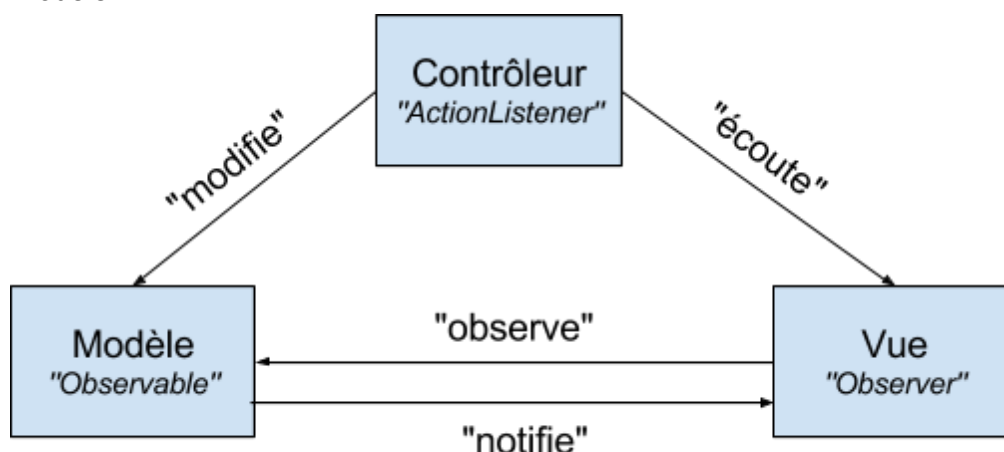 Contrôleur
"ActionListener"
"modifie"
"écoute"
"observe"
Modèle
"Observable"
Vue
"Observer"
"notifie"